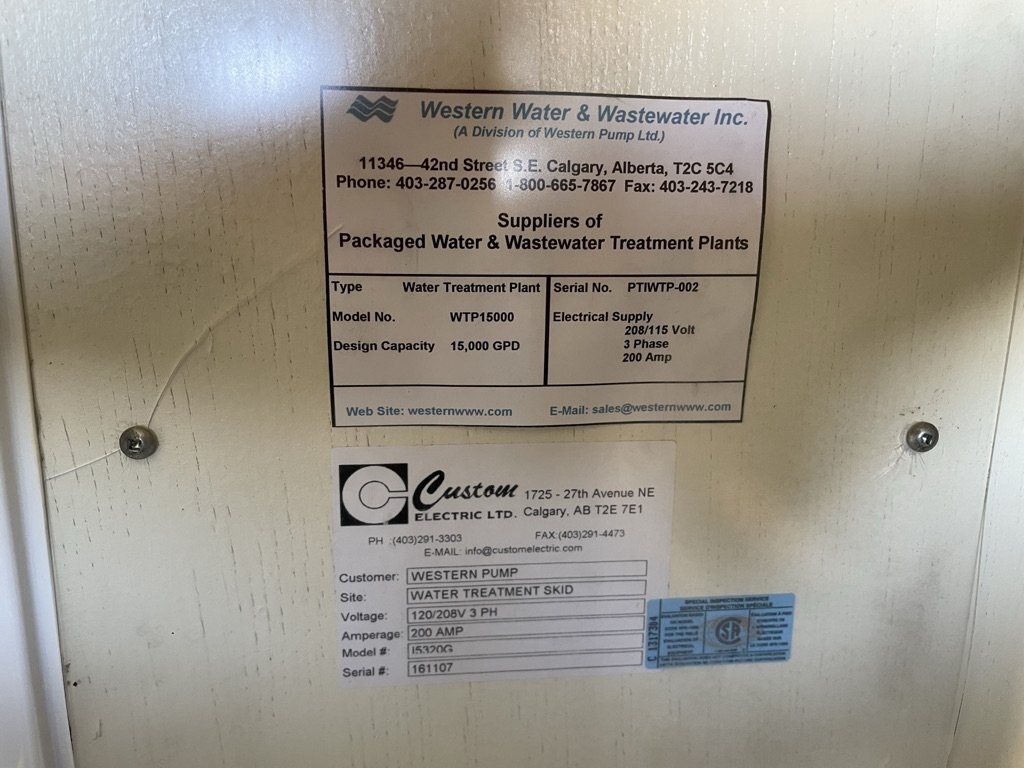 Western Water & Wastewater Inc.
(A Division of Western Pump Ltd.)
11346—42nd Street S.E. Calgary, Alberta, T2C 5C4
Phone: 403-287-0256 1-800-665-7867 Fax: 403-243-7218
Suppliers of
Packaged Water & Wastewater Treatment Plants
Type Water Treatment Plant
Model No. WTP15000
Design Capacity 15,000 GPD
Serial No. PTIWTP-002
Electrical Supply
208/115 Volt
3 Phase
200 Amp
Web Site: westernwww.com E-Mail: sales@westernwww.com
C Custom 1725 - 27th Avenue NE
ELECTRIC LTD. Calgary, AB T2E 7E1
PH :(403)291-3303 FAX:(403)291-4473
E-MAIL: info@customelectric.com
Customer: WESTERN PUMP
Site: WATER TREATMENT SKID
Voltage: 120/208V 3 PH
Amperage: 200 AMP
Model #: I5320G
Serial #: 161107
SPECIAL INSPECTION SERVICE
SERVICE D'INSPECTION SPÉCIALE
C 1317384